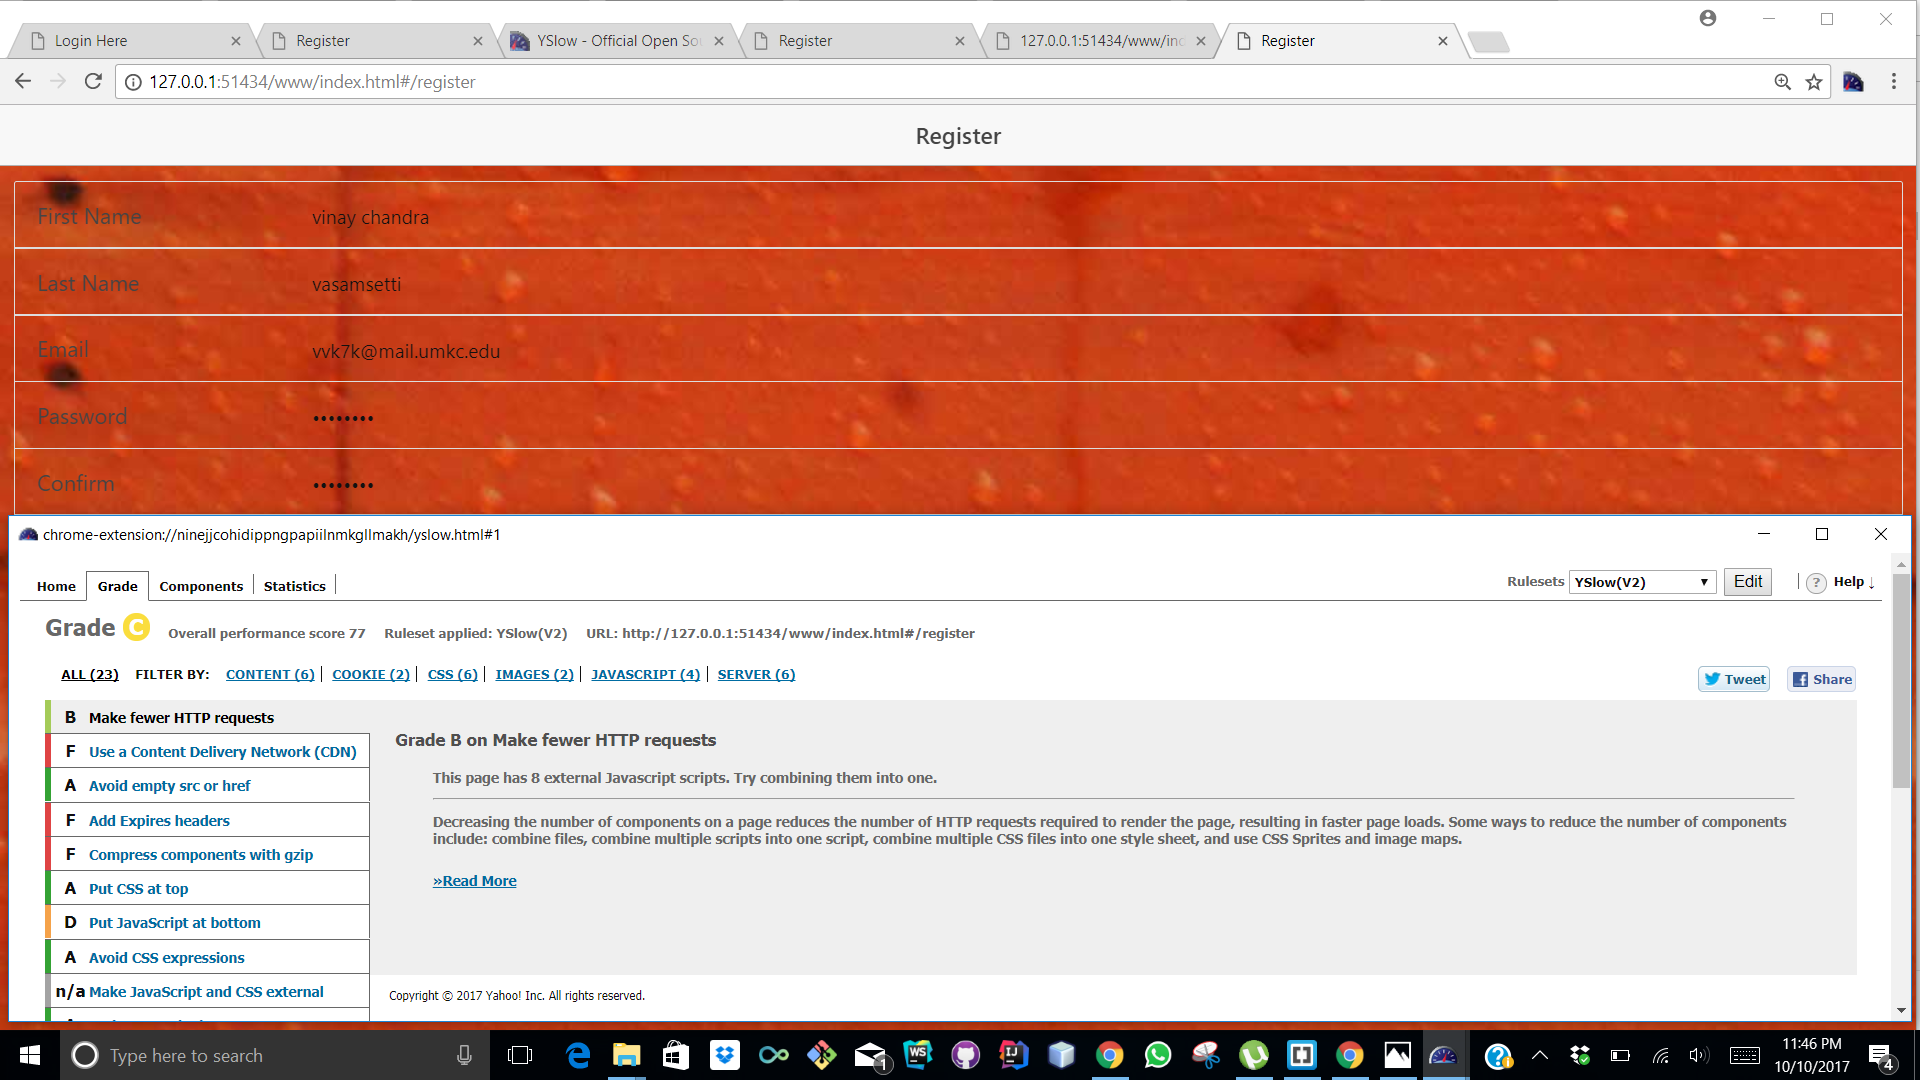 Login Here
Register
YSlow - Official Open Sou
Register
127.0.0.1:51434/www/ind
Register
127.0.0.1:51434/www/index.html#/register
Register
First Name vinay chandra
Last Name vasamsetti
Email vvk7k@mail.umkc.edu
Password ••••••••
Confirm ••••••••
chrome-extension://ninejjcohidippngpapiilnmkgllmakh/yslow.html#1
Home Grade Components Statistics
Rulesets YSlow(V2) Edit ? Help ↓
Grade C Overall performance score 77 Ruleset applied: YSlow(V2) URL: http://127.0.0.1:51434/www/index.html#/register
ALL (23) FILTER BY: CONTENT (6) | COOKIE (2) | CSS (6) | IMAGES (2) | JAVASCRIPT (4) | SERVER (6)
Tweet Share
B Make fewer HTTP requests
F Use a Content Delivery Network (CDN)
A Avoid empty src or href
F Add Expires headers
F Compress components with gzip
A Put CSS at top
D Put JavaScript at bottom
A Avoid CSS expressions
n/a Make JavaScript and CSS external
Grade B on Make fewer HTTP requests
This page has 8 external Javascript scripts. Try combining them into one.
Decreasing the number of components on a page reduces the number of HTTP requests required to render the page, resulting in faster page loads. Some ways to reduce the number of components
include: combine files, combine multiple scripts into one script, combine multiple CSS files into one style sheet, and use CSS Sprites and image maps.
»Read More
Copyright © 2017 Yahoo! Inc. All rights reserved.
Type here to search
1
WS
IJ
11:46 PM
10/10/2017
4